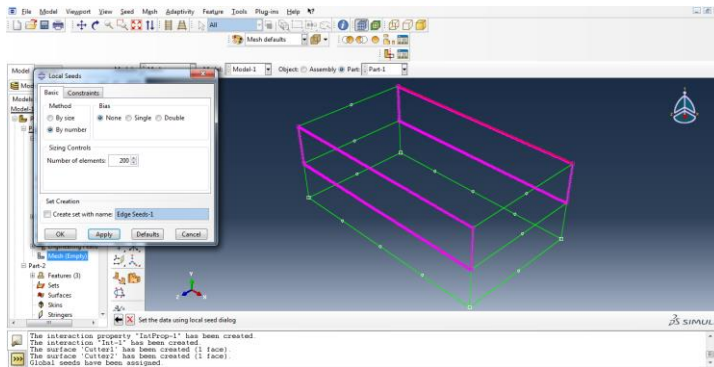 File Model Viewport View Seed Mesh Adaptivity Feature Tools Plug-ins Help
All
Mesh defaults
Model
Model-1 Object: Assembly Part: Part-1
Local Seeds
Basic Constraints
Method Bias
By size None Single Double
By number
Sizing Controls
Number of elements: 200
Set Creation
Create set with name: Edge Seeds-1
OK Apply Defaults Cancel
Mesh (Empty)
Part-2
Features (3)
Sets
Surfaces
Skins
Stringers
Y
Z X
Set the data using local seed dialog
SIMUL
The interaction property "IntProp-1" has been created.
The interaction "Int-1" has been created.
The surface 'Cutter1' has been created (1 face).
The surface 'Cutter2' has been created (1 face).
Global seeds have been assigned.